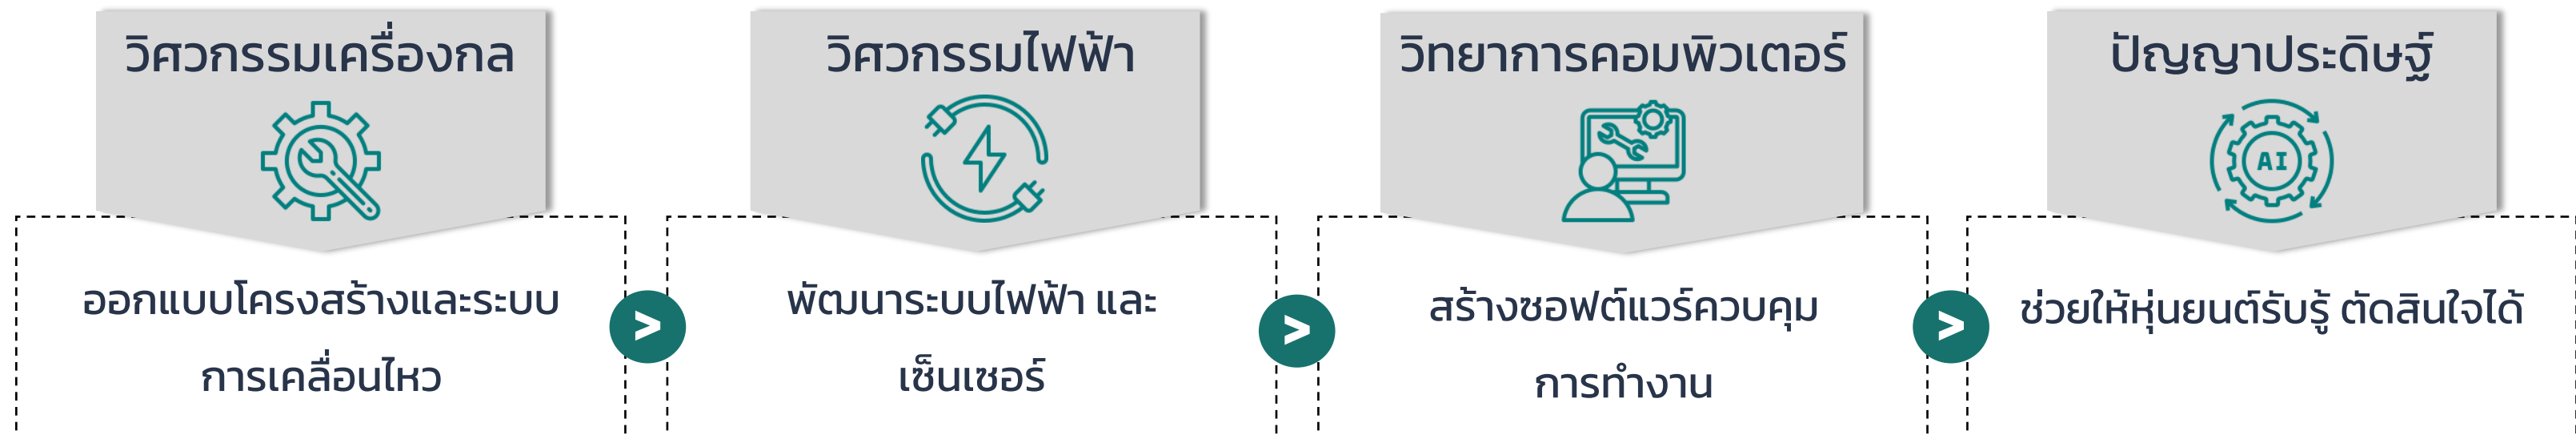 วิศวกรรมเครื่องกล
ออกแบบโครงสร้างและระบบ
การเคลื่อนไหว
>
วิศวกรรมไฟฟ้า
พัฒนาระบบไฟฟ้า และ
เซ็นเซอร์
>
วิทยาการคอมพิวเตอร์
สร้างซอฟต์แวร์ควบคุม
การทำงาน
>
ปัญญาประดิษฐ์
AI
ช่วยให้หุ่นยนต์รับรู้ ตัดสินใจได้